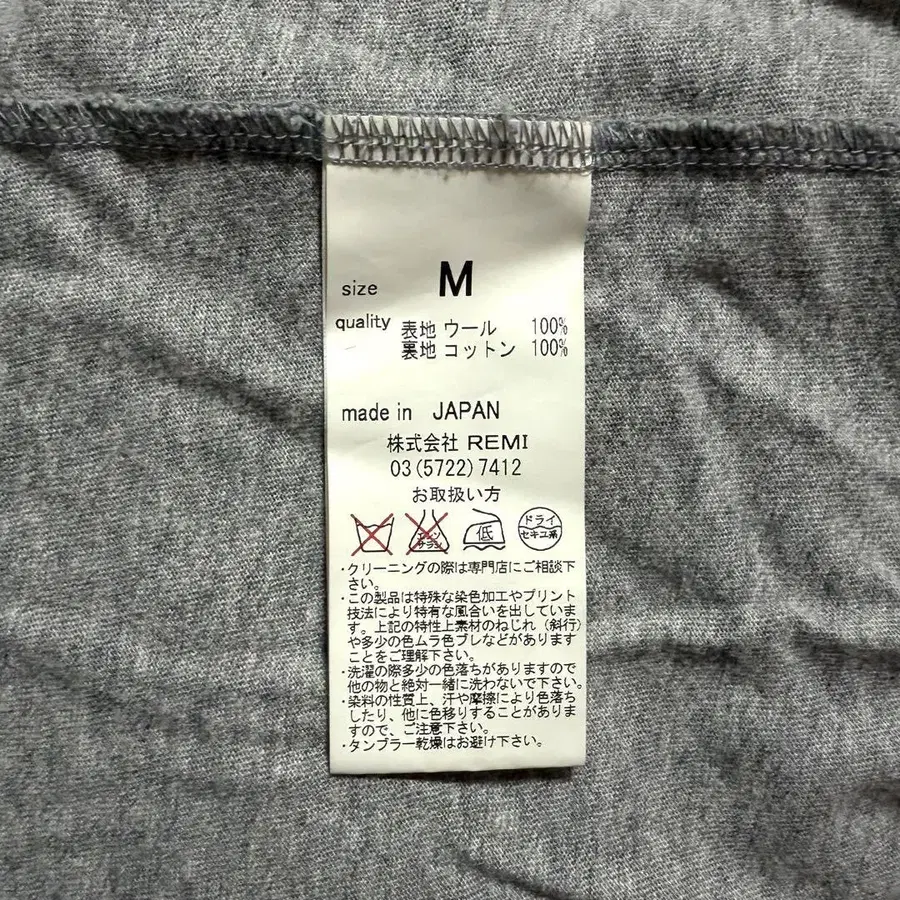 size M
quality 表地 ウール 100%
裏地 コットン 100%
made in JAPAN
株式会社 REMI
03(5722)7412
お取扱い方
エンソ
サラシ
低
ドライ
セキユ系
・クリーニングの際は専門店にご相談下
さい。
・この製品は特殊な染色加工やプリント
技法により特有な風合いを出していま
す。上記の特性上素材のねじれ（斜行）
や多少の色ムラ色ブレなどがあります
ことをご理解下さい。
・洗濯の際多少の色落ちがありますので
他の物と絶対一緒に洗わないで下さい。
・染料の性質上、汗や摩擦により色落ち
したり、他に色移りすることがありま
すので、ご注意下さい。
・タンブラー乾燥はお避け下さい。